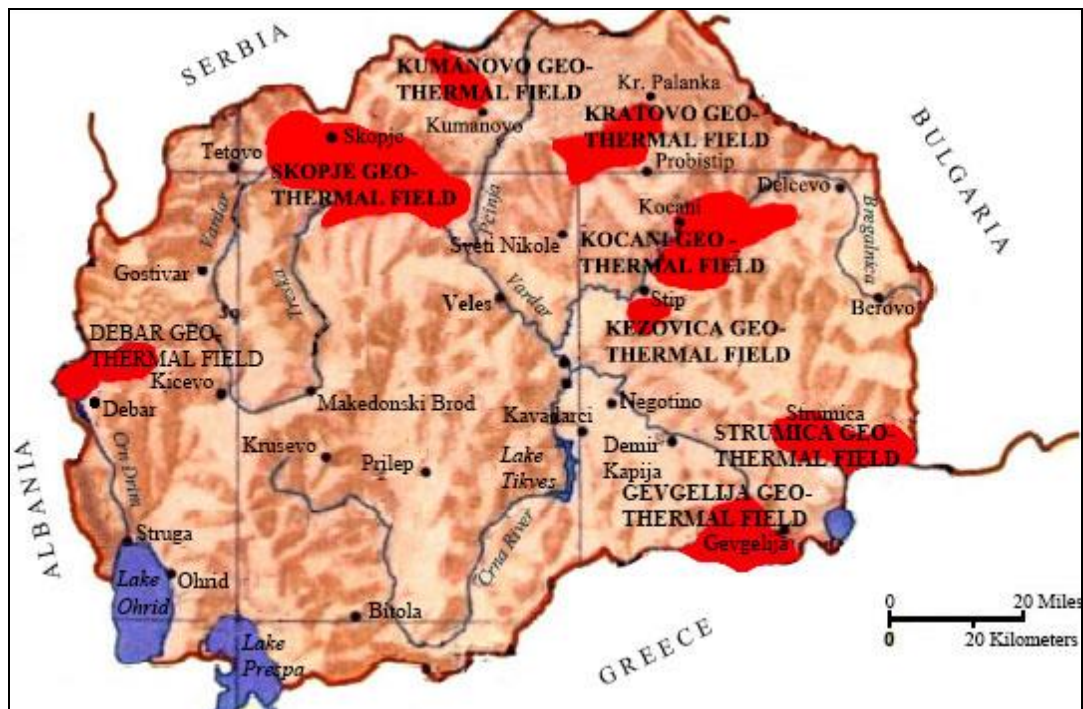 SERBIA
KUMANOVO GEO-
THERMAL FIELD
Kumanovo
Kr. Palanka
KRATOVO GEO-
THERMAL FIELD
Probistip
BULGARIA
Skopje
Tetovo
SKOPJE GEO-
THERMAL FIELD
Vardar
Pcinja
Delcevo
Bregalnica
Kocani
KOCANI GEO-
THERMAL FIELD
Sveti Nikole
Gostivar
Treska
Veles
Vardar
Stip
Berovo
KEZOVICA GEO-
THERMAL FIELD
DEBAR GEO-
THERMAL FIELD
Kicevo
Debar
Makedonski Brod
Kavadarci
Negotino
Strumica
STRUMICA GEO-
THERMAL FIELD
Krusevo
Prilep
Lake
Tikves
Demir
Kapija
GEVGELIJA GEO-
THERMAL FIELD
Gevgelija
ALBANIA
Crn Drim
Struga
Lake
Ohrid
Ohrid
Crna River
Bitola
Lake
Prespa
GREECE
0 20 Miles
0 20 Kilometers